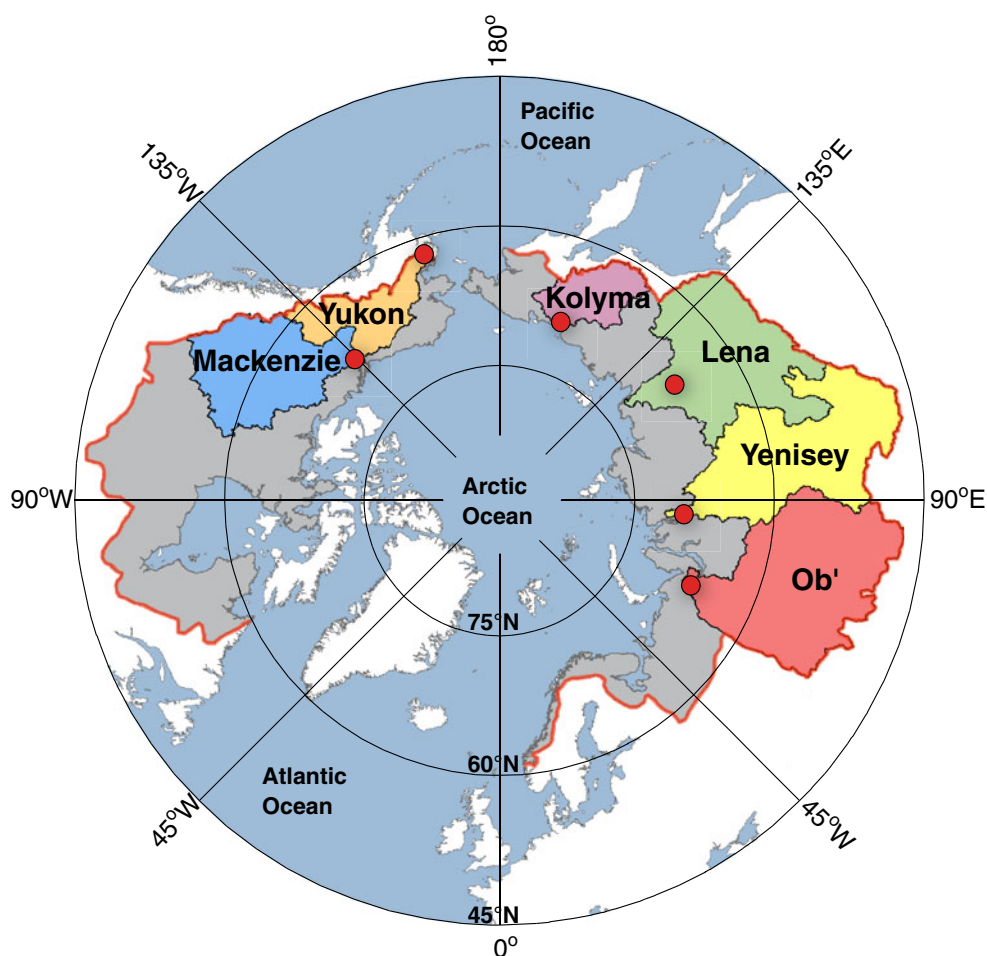 180°
Pacific
Ocean
135°W
135°E
Kolyma
Yukon
Mackenzie
Lena
Yenisey
90°W
Arctic
Ocean
90°E
Ob'
75°N
60°N
Atlantic
Ocean
45°W
45°W
45°N
0°